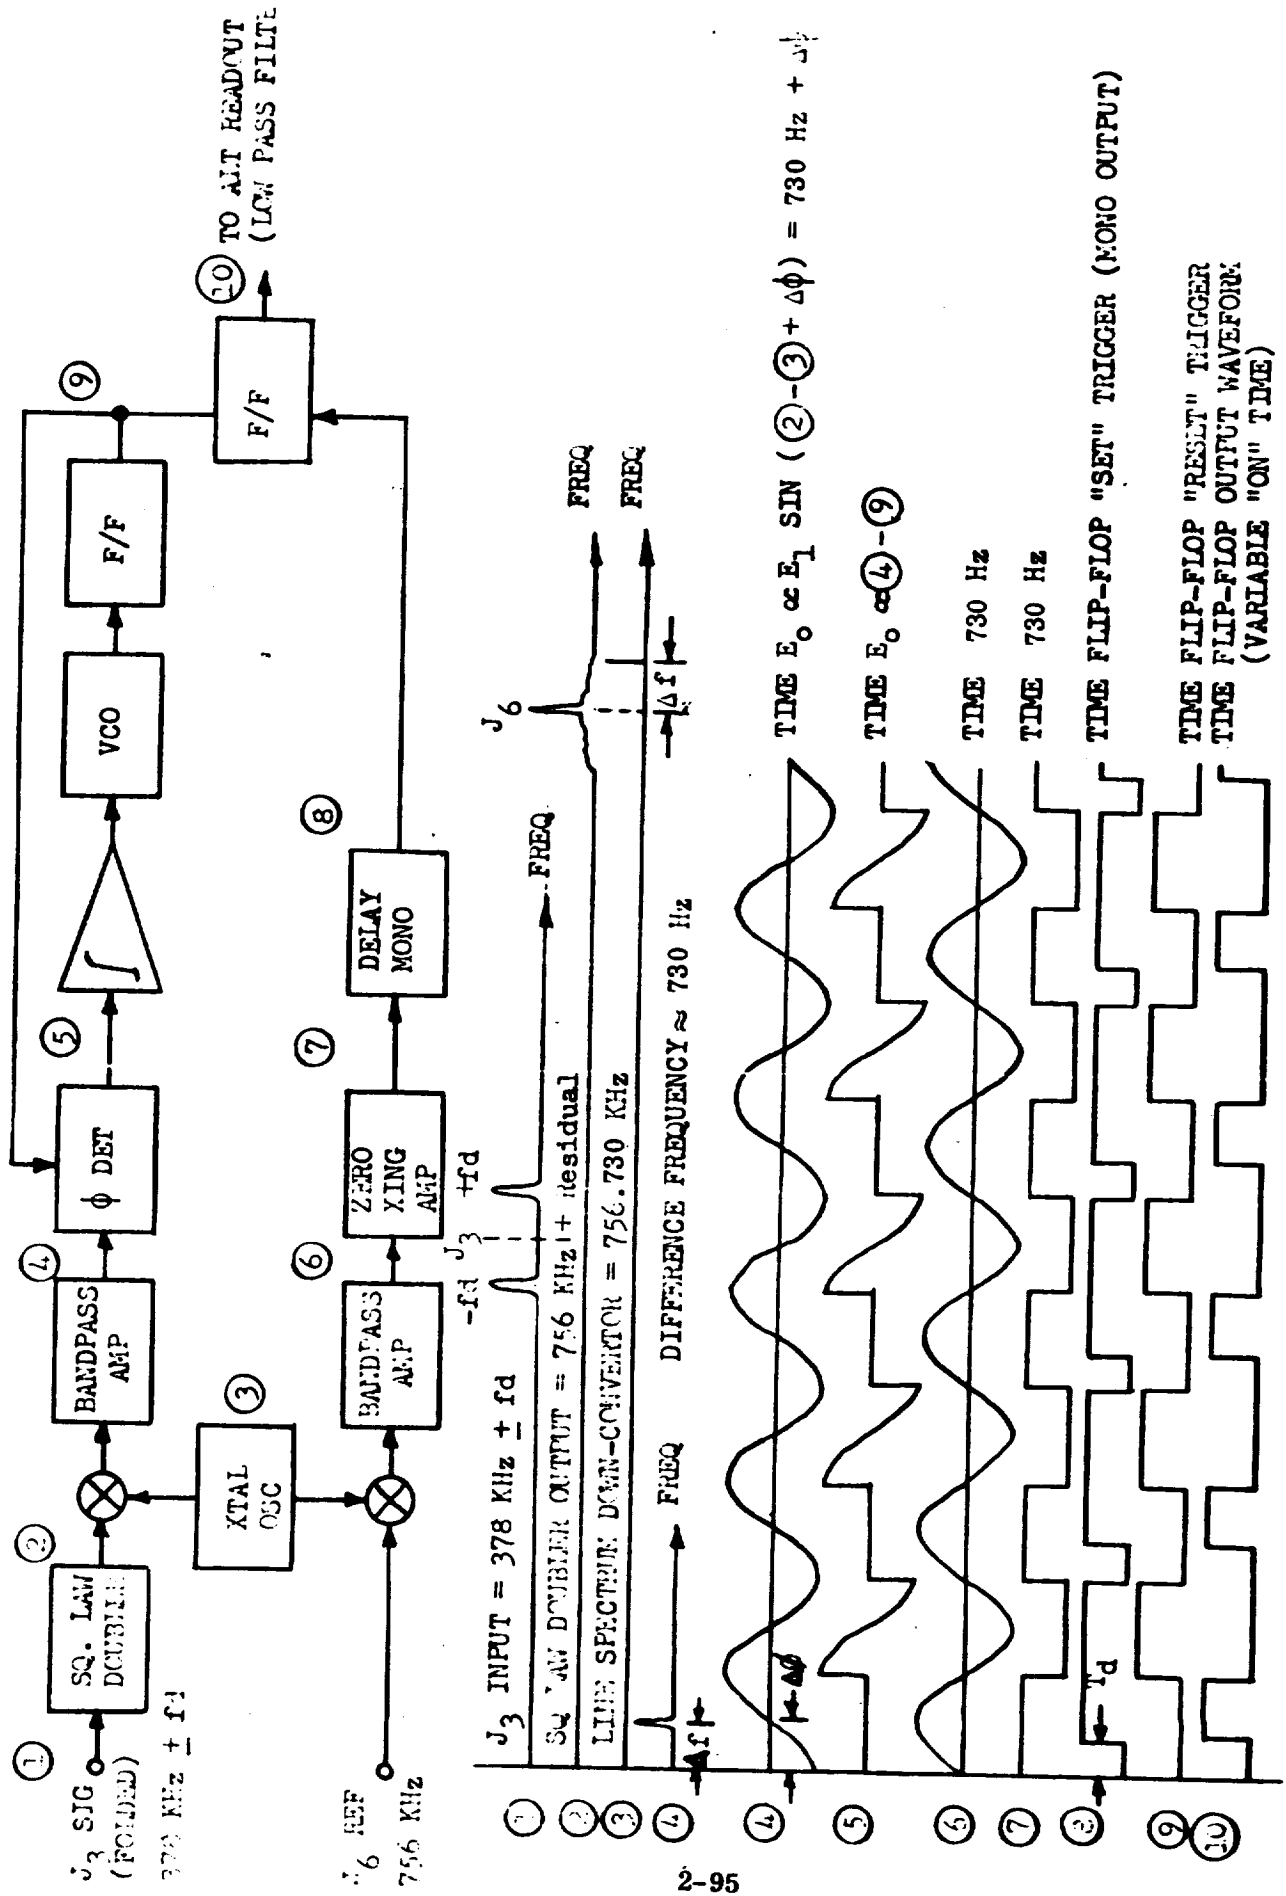 ①
J3 SIG
(FOLDED)
378 KHz ± fd
②
SQ. LAW
DOUBLER
③
XTAL
OSC
④
BANDPASS
AMP
⑤
ϕ DET
∫
VCO
F/F
⑨
F/F
⑩
TO ALT READOUT
(LOW PASS FILTE
J6 REF
756 KHz
⑥
BANDPASS
AMP
⑦
ZERO
XING
AMP
⑧
DELAY
MONO
① J3 INPUT = 378 KHz ± fd
-fd J3 +fd
FREQ
② SQ LAW DOUBLER OUTPUT = 756 KHz + Residual
J6
FREQ
③ LINE SPECTRUM DOWN-CONVERTOR = 756.730 KHz
FREQ
Δf
④ Δf FREQ DIFFERENCE FREQUENCY ≈ 730 Hz
④ Δϕ TIME Eo ∝ E1 SIN (②-③+ Δϕ) = 730 Hz + Δϕ
⑤ TIME Eo ∝ ④-⑨
⑥ TIME 730 Hz
⑦ TIME 730 Hz
⑧ Td TIME FLIP-FLOP "SET" TRIGGER (MONO OUTPUT)
⑨ TIME FLIP-FLOP "RESET" TRIGGER
⑩ TIME FLIP-FLOP OUTPUT WAVEFORM
(VARIABLE "ON" TIME)
2-95